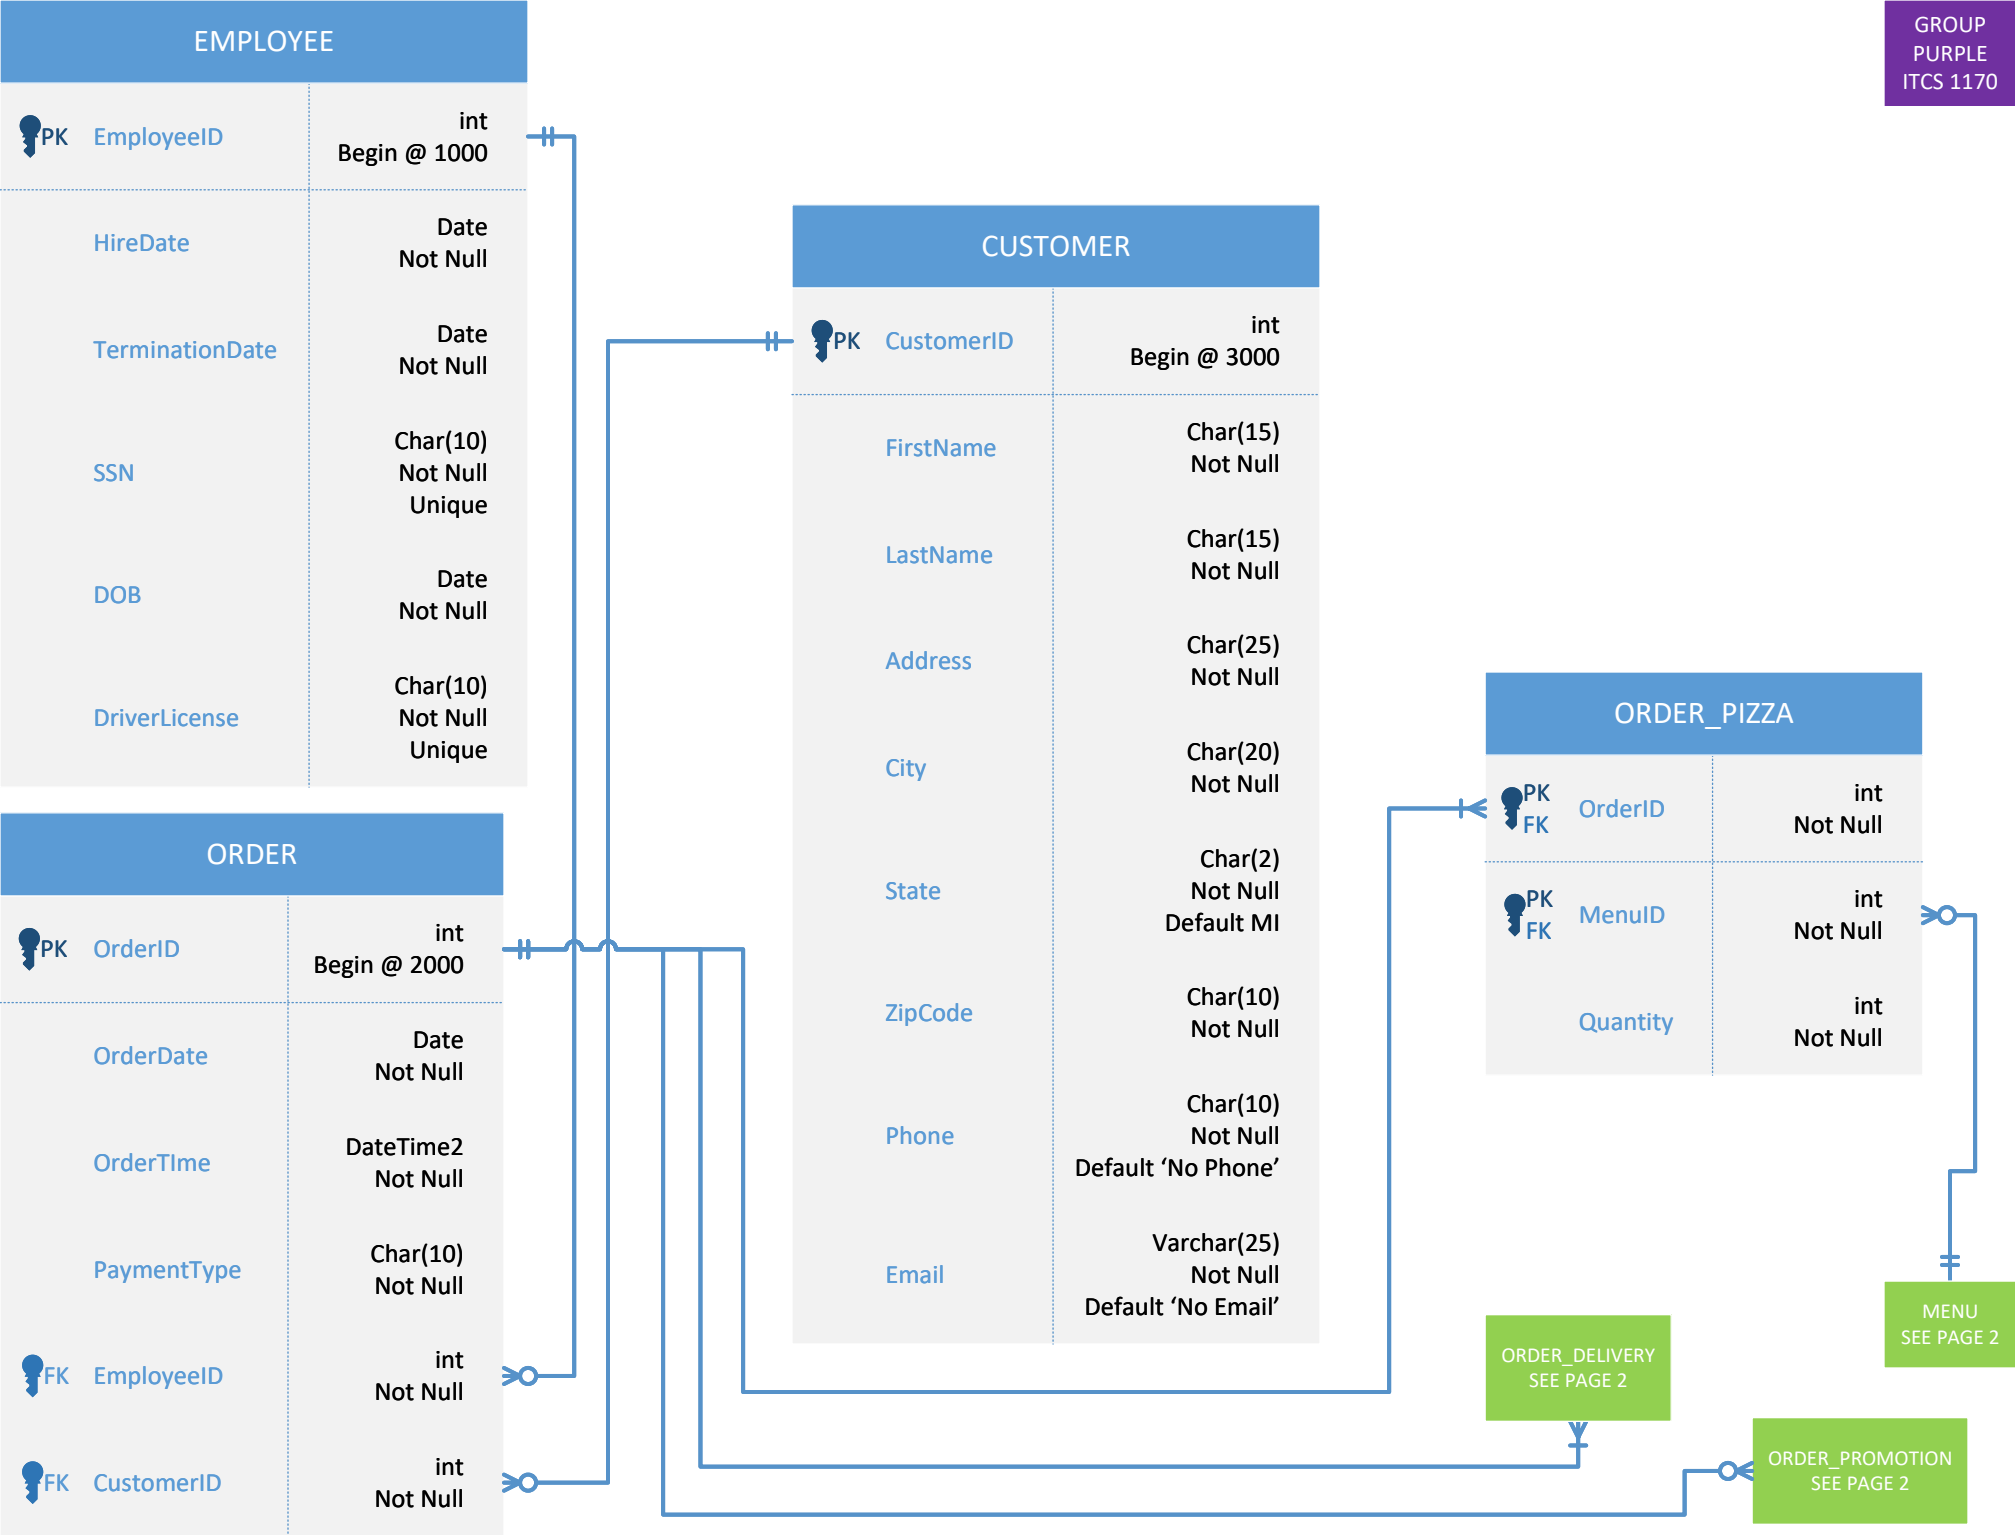 EMPLOYEE
PK EmployeeID
int
Begin @ 1000
HireDate
Date
Not Null
TerminationDate
Date
Not Null
SSN
Char(10)
Not Null
Unique
DOB
Date
Not Null
DriverLicense
Char(10)
Not Null
Unique
ORDER
PK OrderID
int
Begin @ 2000
OrderDate
Date
Not Null
OrderTIme
DateTime2
Not Null
PaymentType
Char(10)
Not Null
FK EmployeeID
int
Not Null
FK CustomerID
int
Not Null
CUSTOMER
PK CustomerID
int
Begin @ 3000
FirstName
Char(15)
Not Null
LastName
Char(15)
Not Null
Address
Char(25)
Not Null
City
Char(20)
Not Null
State
Char(2)
Not Null
Default MI
ZipCode
Char(10)
Not Null
Phone
Char(10)
Not Null
Default ‘No Phone’
Email
Varchar(25)
Not Null
Default ‘No Email’
GROUP
PURPLE
ITCS 1170
ORDER_PIZZA
PK
FK
OrderID
int
Not Null
PK
FK
MenuID
int
Not Null
Quantity
int
Not Null
MENU
SEE PAGE 2
ORDER_DELIVERY
SEE PAGE 2
ORDER_PROMOTION
SEE PAGE 2